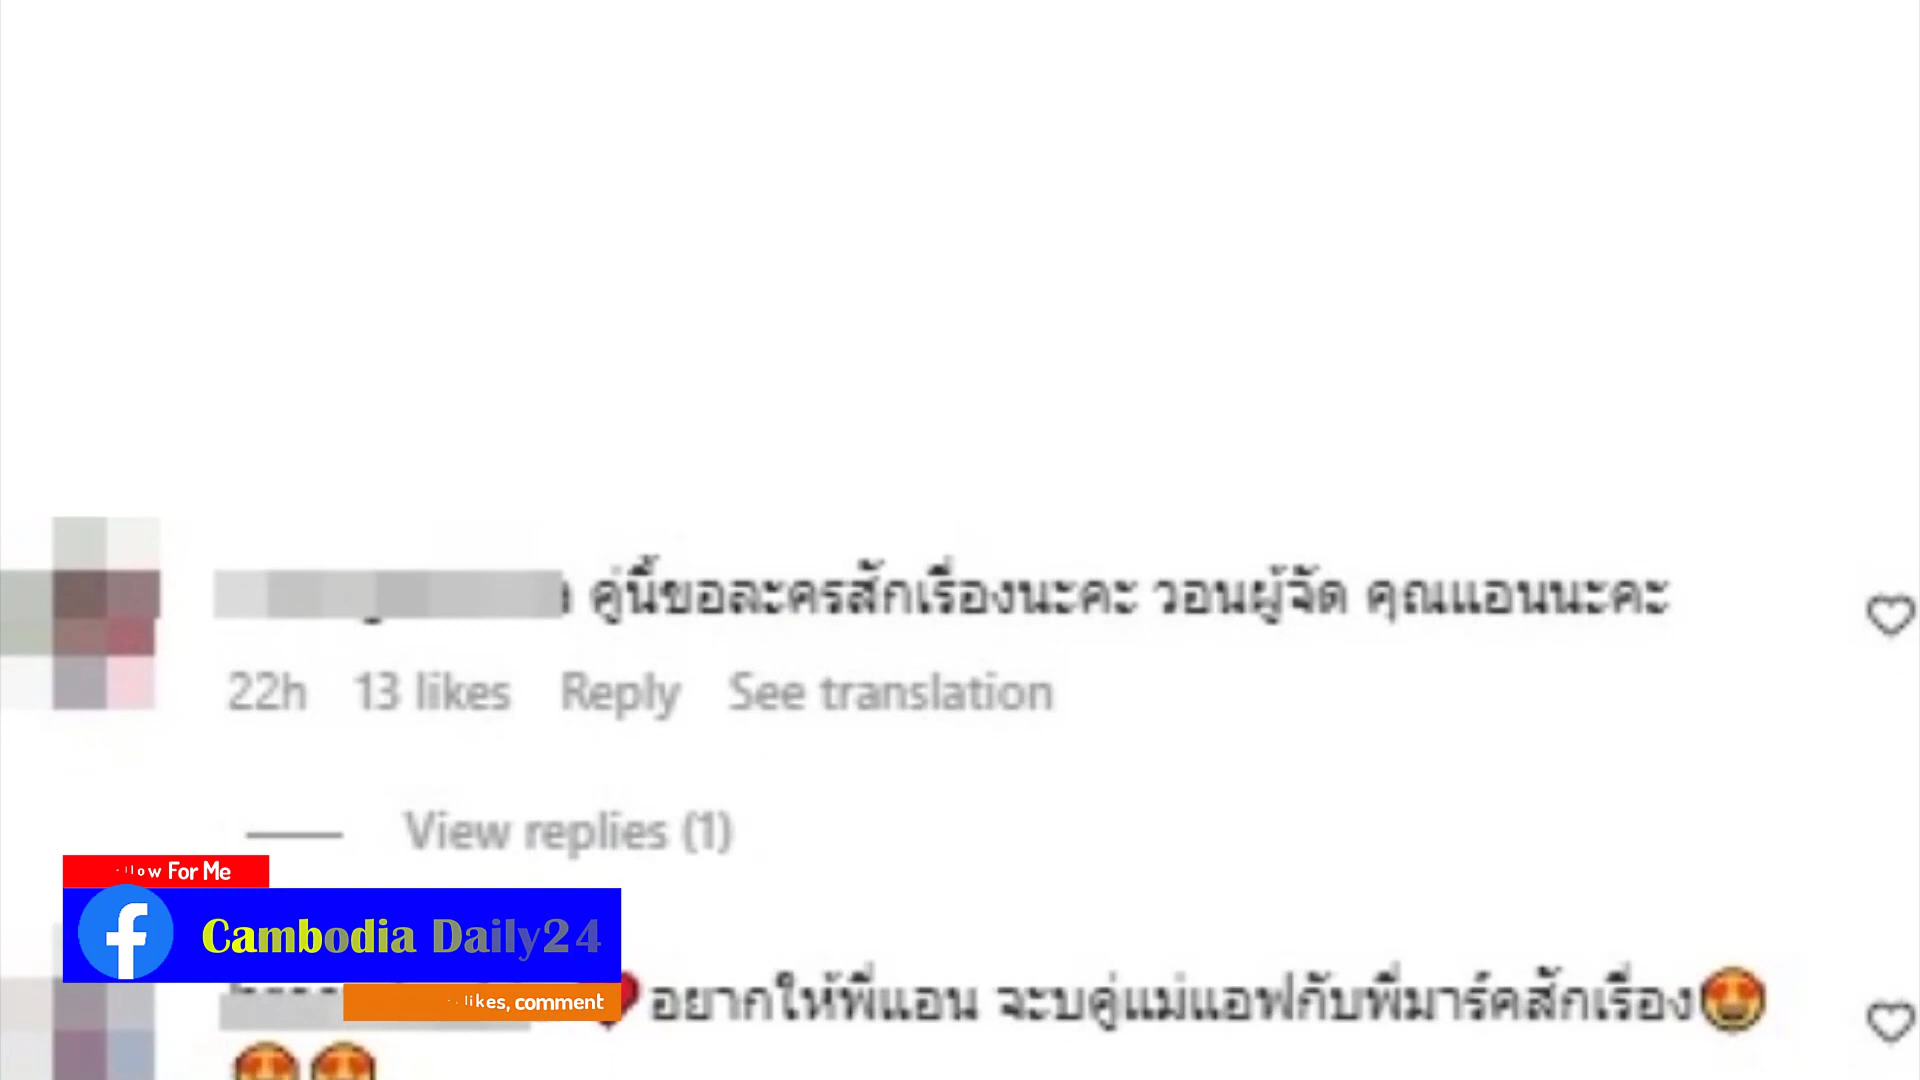 คู่นี้ขอละครสักเรื่องนะคะ วอนผู้จัด คุณแอนนะคะ
22h 13 likes Reply See translation
View replies (1)
For Me
Cambodia Daily24
likes, comment
❤️อยากให้พี่แอน จะบคู่แม่แอฟกับพี่มาร์คสักเรื่อง🤩
🤩🤩